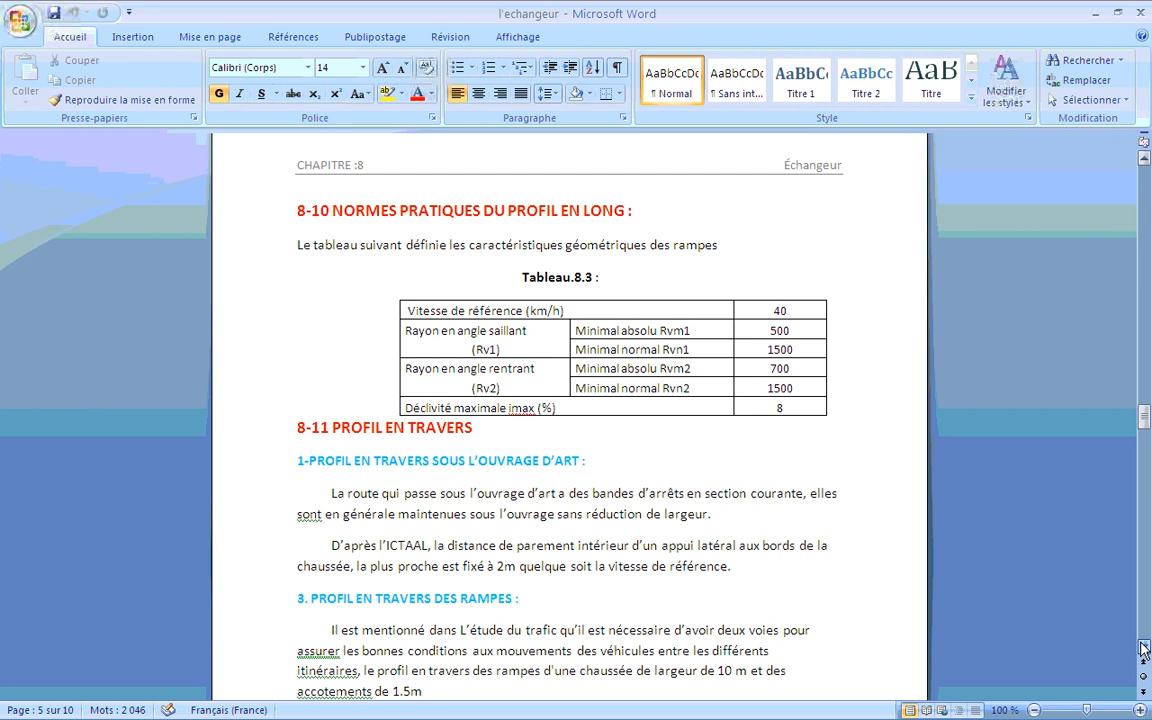 l'echangeur - Microsoft Word
Accueil Insertion Mise en page Références Publipostage Révision Affichage
Coller
Couper
Copier
Reproduire la mise en forme
Presse-papiers
Calibri (Corps) 14
G I S abc X₂ X² Aa
ab A
Police
Paragraphe
AaBbCcDc AaBbCcDc AaBbC AaBbCc AaB
¶ Normal ¶ Sans int... Titre 1 Titre 2 Titre
Modifier
les styles
Style
Rechercher
Remplacer
Sélectionner
Modification
CHAPITRE :8 Échangeur
8-10 NORMES PRATIQUES DU PROFIL EN LONG :
Le tableau suivant définie les caractéristiques géométriques des rampes
Tableau.8.3 :
Vitesse de référence (km/h) 40
Rayon en angle saillant Minimal absolu Rvm1 500
(Rv1) Minimal normal Rvn1 1500
Rayon en angle rentrant Minimal absolu Rvm2 700
(Rv2) Minimal normal Rvn2 1500
Déclivité maximale imax (%) 8
8-11 PROFIL EN TRAVERS
1-PROFIL EN TRAVERS SOUS L'OUVRAGE D'ART :
La route qui passe sous l'ouvrage d'art a des bandes d'arrêts en section courante, elles
sont en générale maintenues sous l'ouvrage sans réduction de largeur.
D'après l'ICTAAL, la distance de parement intérieur d'un appui latéral aux bords de la
chaussée, la plus proche est fixé à 2m quelque soit la vitesse de référence.
3. PROFIL EN TRAVERS DES RAMPES :
Il est mentionné dans L'étude du trafic qu'il est nécessaire d'avoir deux voies pour
assurer les bonnes conditions aux mouvements des véhicules entre les différents
itinéraires, le profil en travers des rampes d'une chaussée de largeur de 10 m et des
accotements de 1.5m
Page : 5 sur 10 Mots : 2 046 Français (France) 100 %